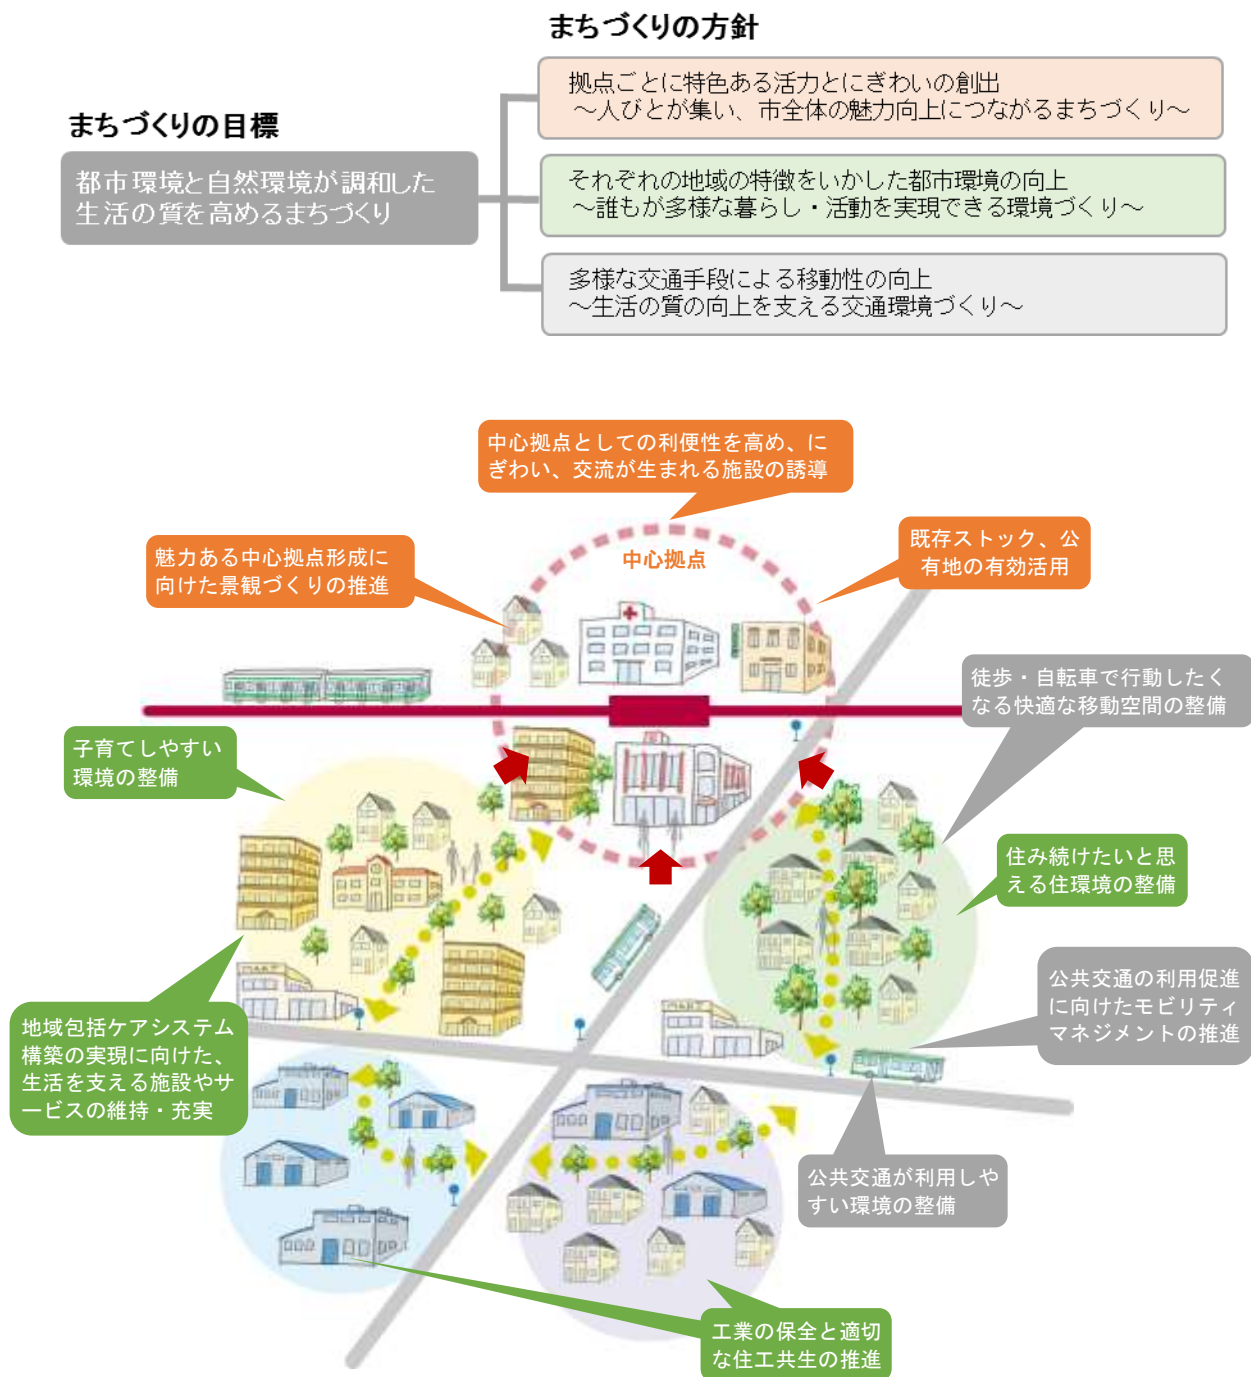 まちづくりの方針
拠点ごとに特色ある活力とにぎわいの創出
～人びとが集い、市全体の魅力向上につながるまちづくり～
まちづくりの目標
都市環境と自然環境が調和した
生活の質を高めるまちづくり
それぞれの地域の特徴をいかした都市環境の向上
～誰もが多様な暮らし・活動を実現できる環境づくり～
多様な交通手段による移動性の向上
～生活の質の向上を支える交通環境づくり～
中心拠点としての利便性を高め、に
ぎわい、交流が生まれる施設の誘導
魅力ある中心拠点形成に
向けた景観づくりの推進
中心拠点
既存ストック、公
有地の有効活用
徒歩・自転車で行動したく
なる快適な移動空間の整備
子育てしやすい
環境の整備
住み続けたいと思
える住環境の整備
公共交通の利用促進
に向けたモビリティ
マネジメントの推進
地域包括ケアシステム
構築の実現に向けた、
生活を支える施設やサ
ービスの維持・充実
公共交通が利用しや
すい環境の整備
工業の保全と適切
な住工共生の推進